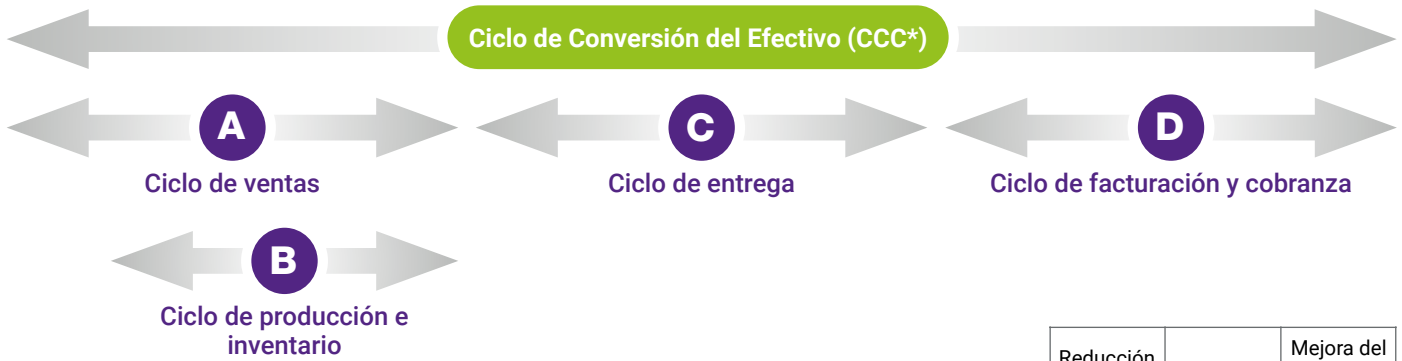 Ciclo de Conversión del Efectivo (CCC*)
A
C
D
Ciclo de ventas
Ciclo de entrega
Ciclo de facturación y cobranza
B
Ciclo de producción e
inventario
Reducción
Mejora del